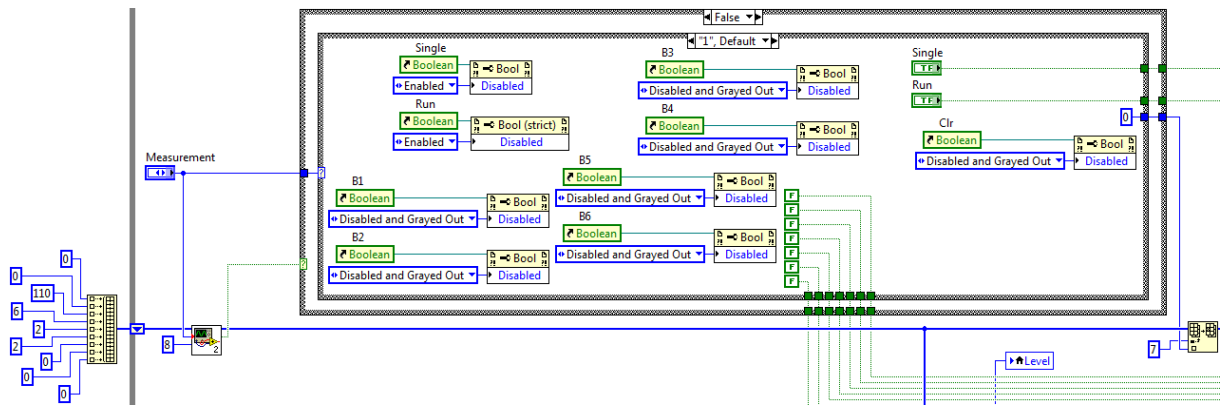 False
"1", Default
Single
Boolean
Bool
Enabled
Disabled
Run
Boolean
Bool (strict)
Enabled
Disabled
B3
Boolean
Bool
Disabled and Grayed Out
Disabled
B4
Boolean
Bool
Disabled and Grayed Out
Disabled
Single
TF
Run
TF
0
Clr
Boolean
Bool
Disabled and Grayed Out
Disabled
Measurement
?
B1
Boolean
Bool
Disabled and Grayed Out
Disabled
B2
Boolean
Bool
Disabled and Grayed Out
Disabled
B5
Boolean
Bool
Disabled and Grayed Out
Disabled
B6
Boolean
Bool
Disabled and Grayed Out
Disabled
F
F
F
F
F
F
F
?
0
0
110
6
2
2
0
0
0
8
2
7
Level